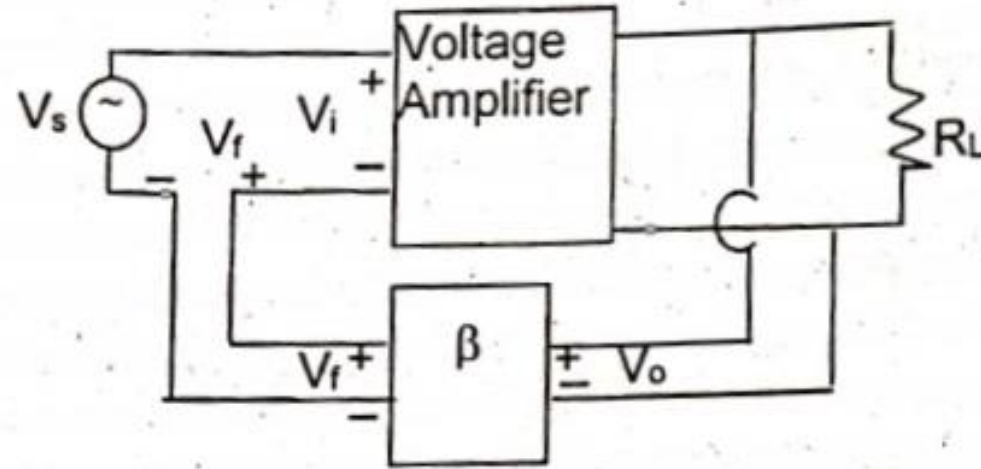 Voltage
Amplifier
+
Vs
~
Vi
Vf
+
−
−
RL
β
Vf +
−
+
−
Vo